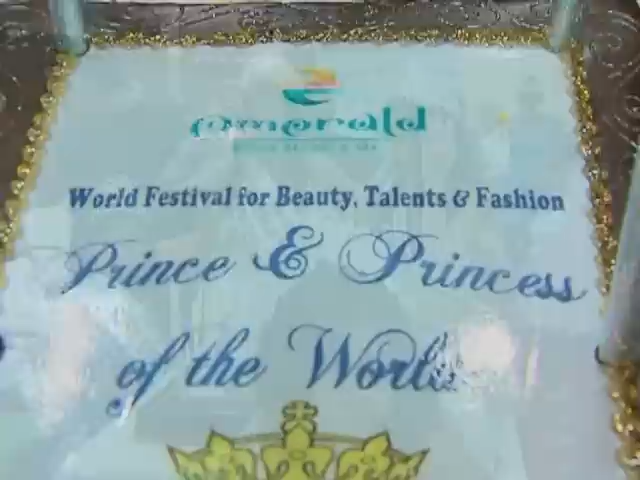 emerald
World Festival for Beauty, Talents & Fashion
Prince & Princess
of the World